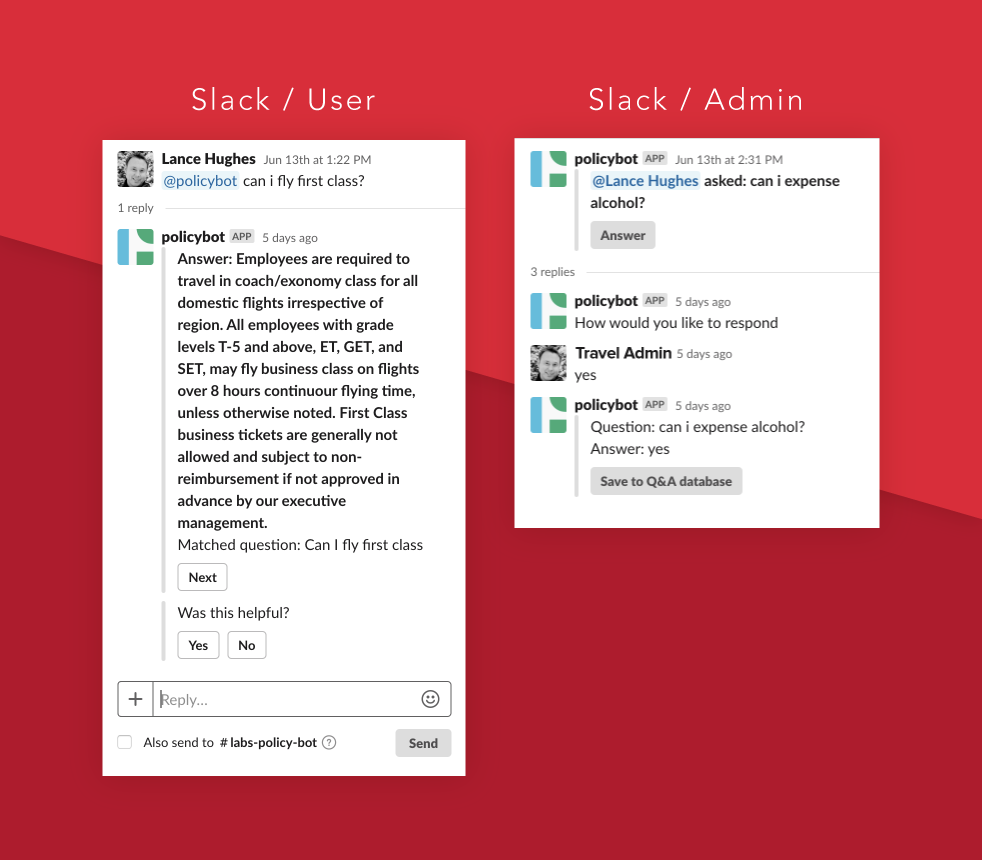 Slack / User
Lance Hughes Jun 13th at 1:22 PM
@policybot can i fly first class?
1 reply
policybot APP 5 days ago
Answer: Employees are required to
travel in coach/exonomy class for all
domestic flights irrespective of
region. All employees with grade
levels T-5 and above, ET, GET, and
SET, may fly business class on flights
over 8 hours continuour flying time,
unless otherwise noted. First Class
business tickets are generally not
allowed and subject to non-
reimbursement if not approved in
advance by our executive
management.
Matched question: Can I fly first class
Next
Was this helpful?
Yes No
Reply...
Also send to # labs-policy-bot ?
Send
Slack / Admin
policybot APP Jun 13th at 2:31 PM
@Lance Hughes asked: can i expense
alcohol?
Answer
3 replies
policybot APP 5 days ago
How would you like to respond
Travel Admin 5 days ago
yes
policybot APP 5 days ago
Question: can i expense alcohol?
Answer: yes
Save to Q&A database